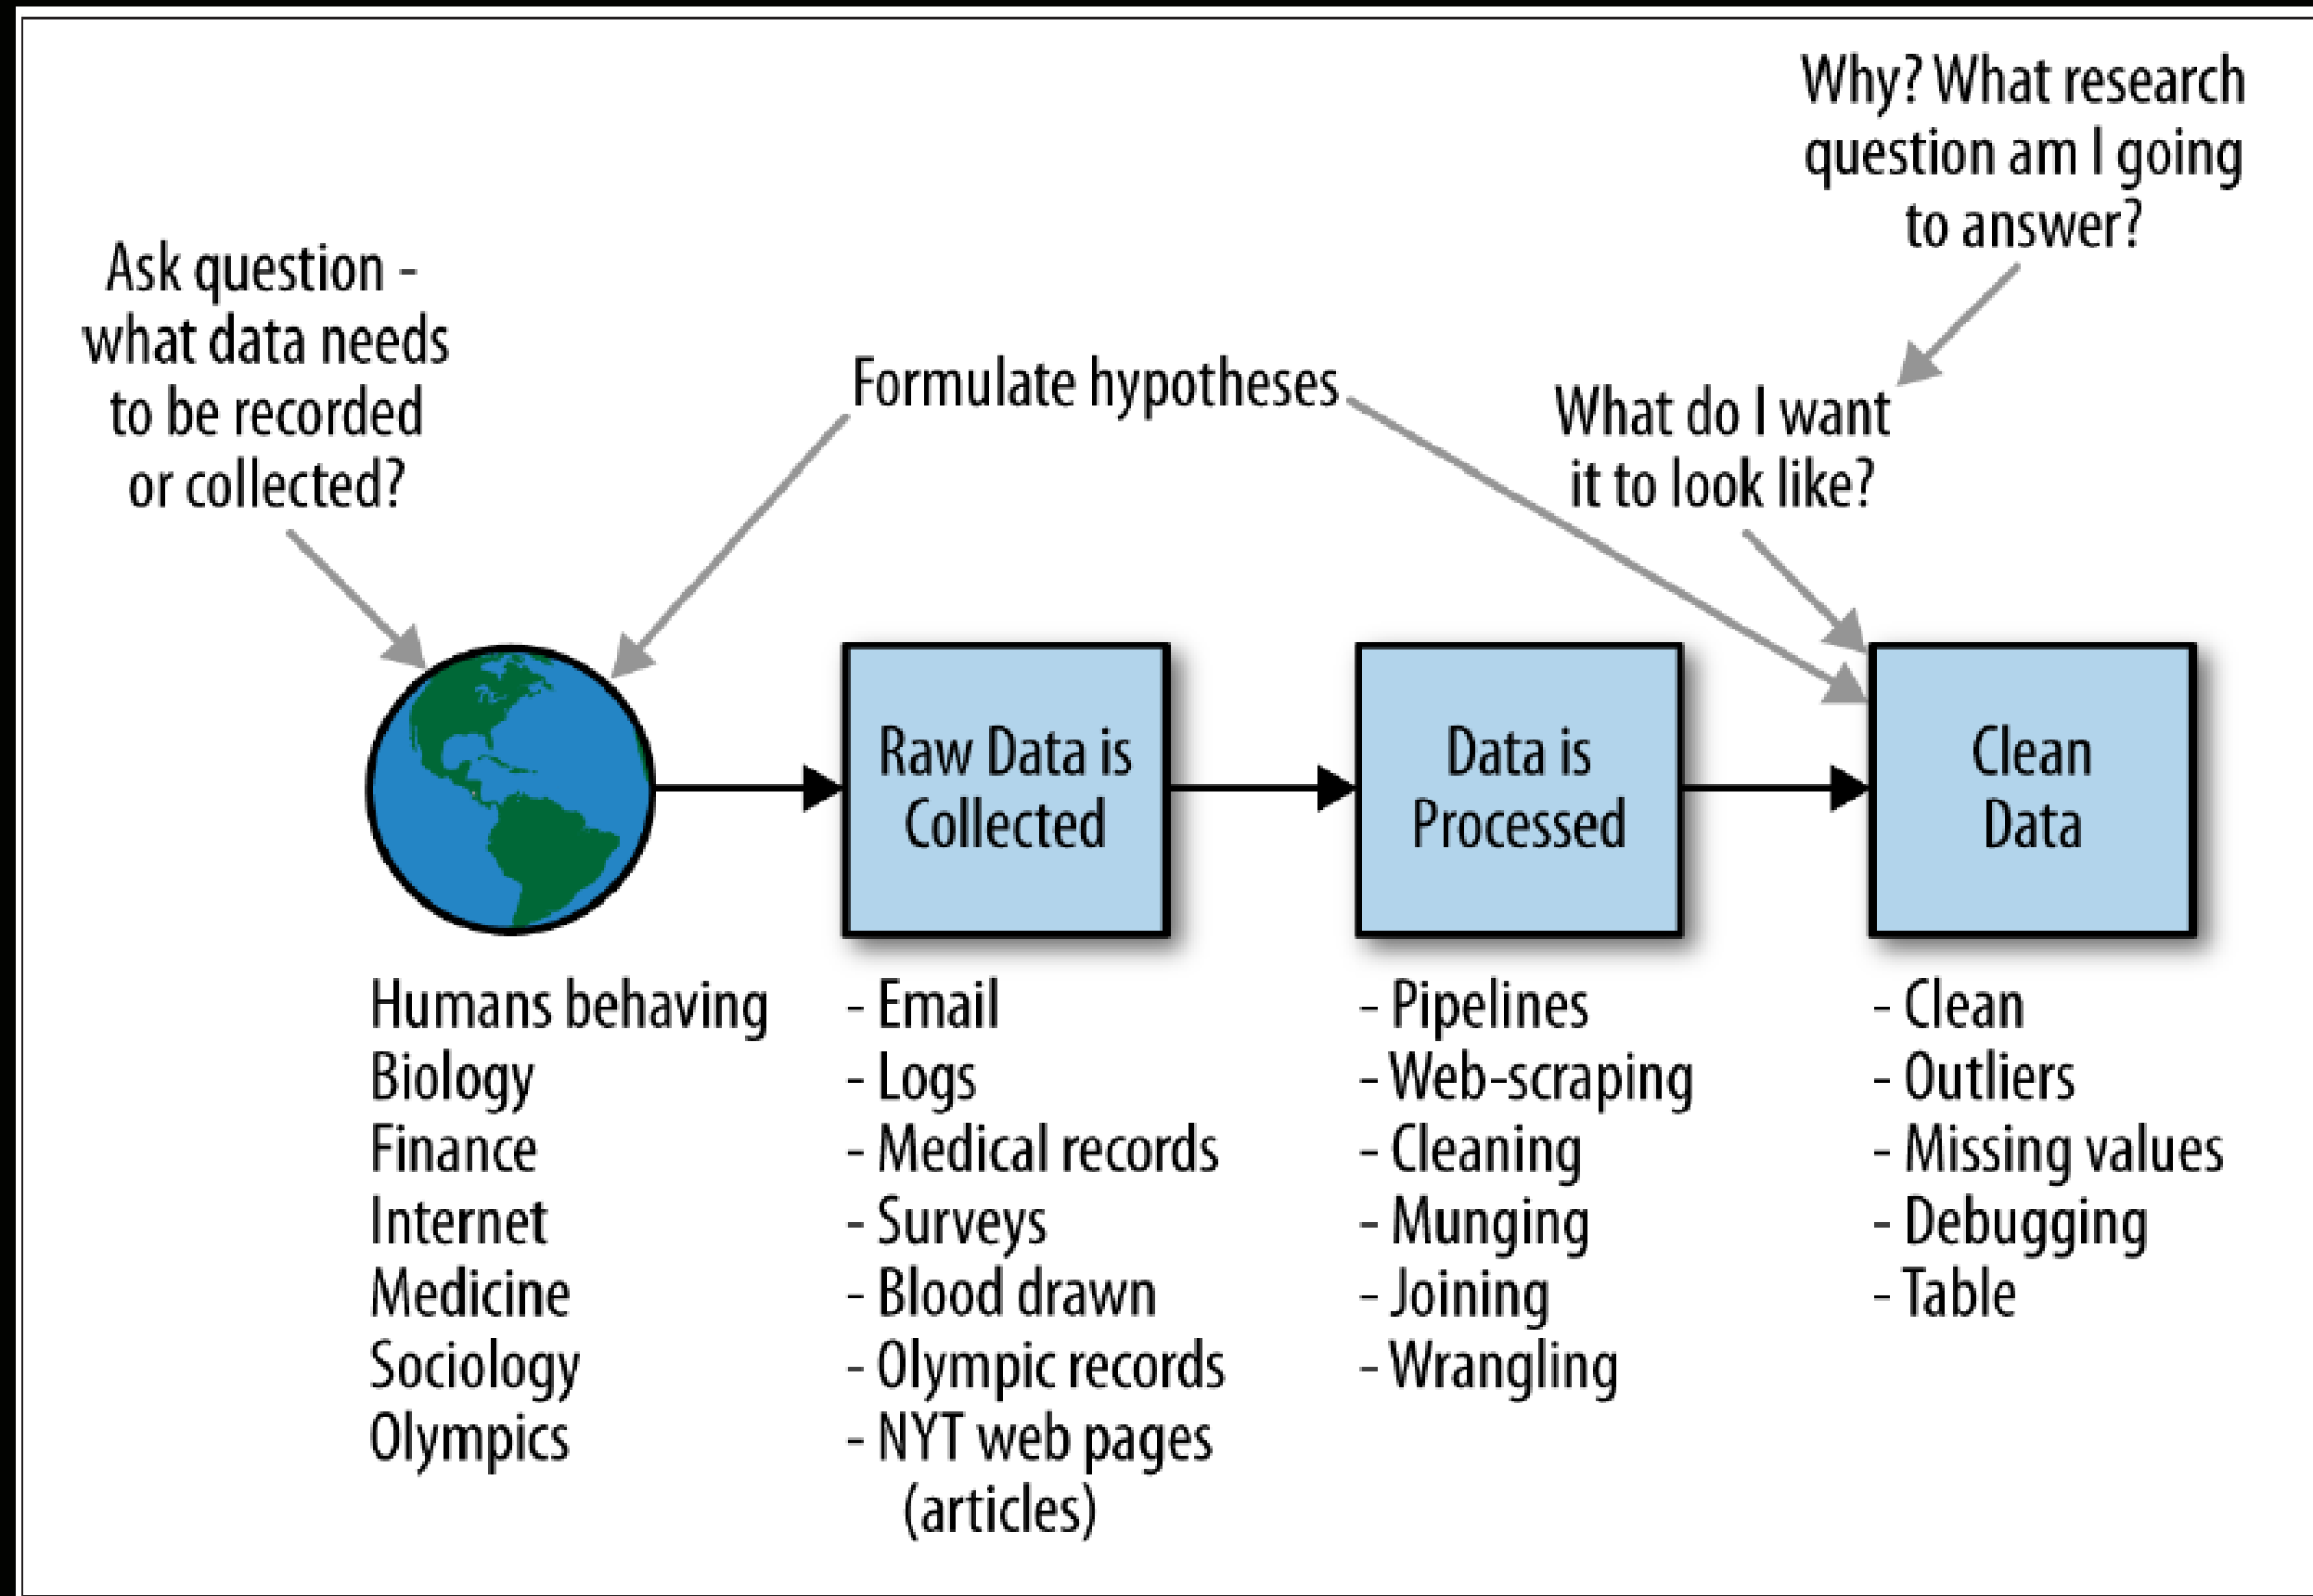 Why? What research
question am I going
to answer?
Ask question -
what data needs
to be recorded
or collected?
Formulate hypotheses
What do I want
it to look like?
Raw Data is
Collected
Data is
Processed
Clean
Data
Humans behaving
Biology
Finance
Internet
Medicine
Sociology
Olympics
- Email
- Logs
- Medical records
- Surveys
- Blood drawn
- Olympic records
- NYT web pages
(articles)
- Pipelines
- Web-scraping
- Cleaning
- Munging
- Joining
- Wrangling
- Clean
- Outliers
- Missing values
- Debugging
- Table